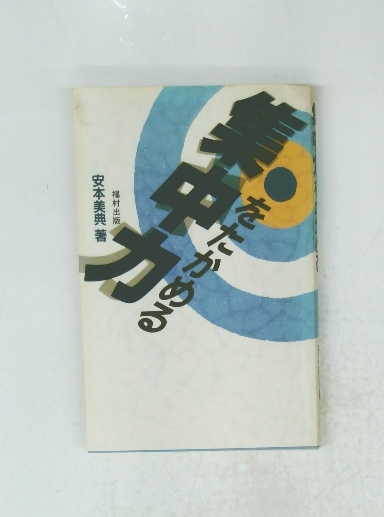 集中力
をたかめる
安本美典 著
福村出版